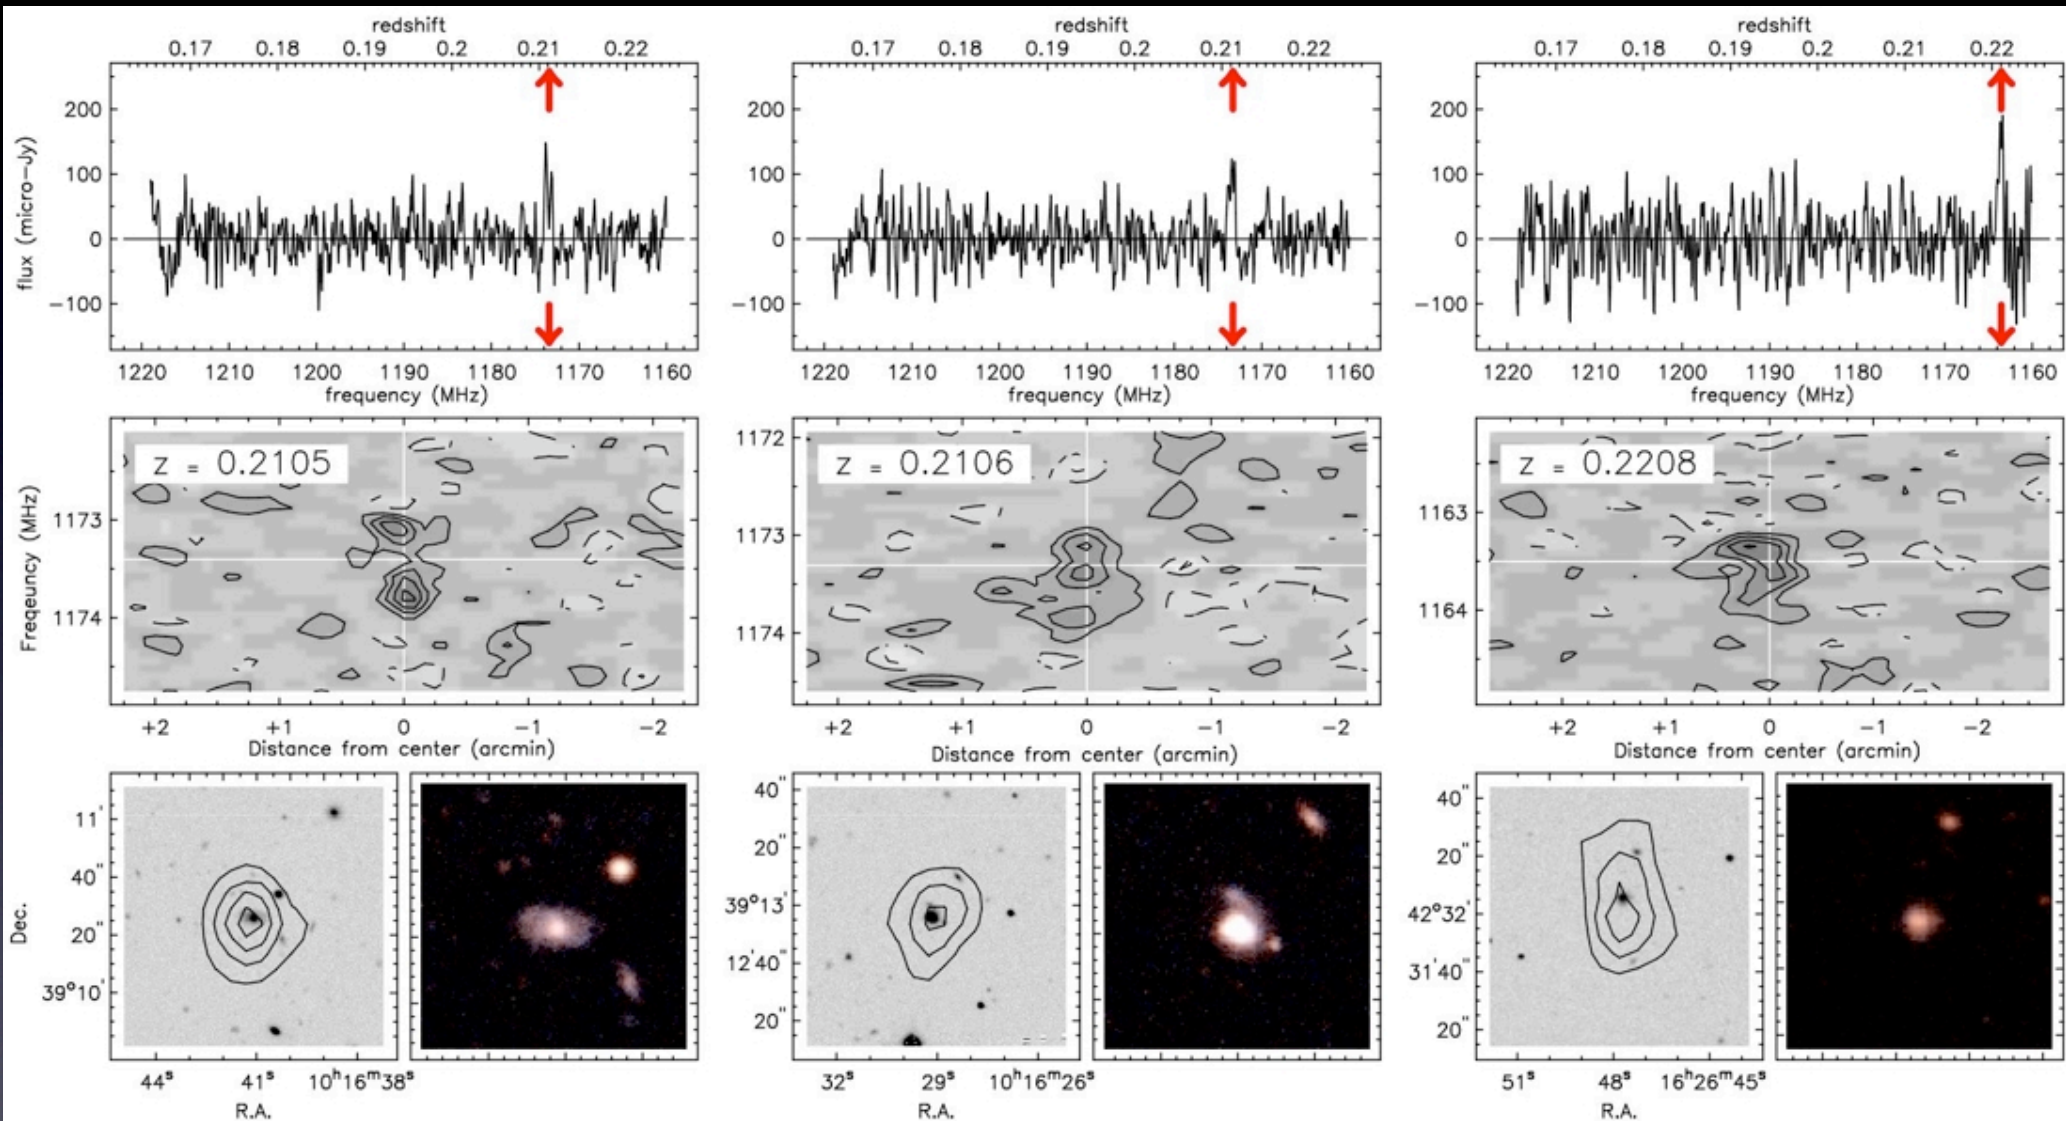 redshift redshift redshift
0.17 0.18 0.19 0.2 0.21 0.22 0.17 0.18 0.19 0.2 0.21 0.22 0.17 0.18 0.19 0.2 0.21 0.22
flux (micro-Jy)
200 200 200
100 100 100
0 0 0
-100 -100 -100
1220 1210 1200 1190 1180 1170 1160 1220 1210 1200 1190 1180 1170 1160 1220 1210 1200 1190 1180 1170 1160
frequency (MHz) frequency (MHz) frequency (MHz)
Freqeuncy (MHz)
z = 0.2105 z = 0.2106 z = 0.2208
1173 1172 1163
1174 1173 1164
1174
+2 +1 0 -1 -2 +2 +1 0 -1 -2 +2 +1 0 -1 -2
Distance from center (arcmin) Distance from center (arcmin) Distance from center (arcmin)
Dec.
11' 40" 40"
40" 20" 20"
20" 39°13' 42°32'
39°10' 12'40" 31'40"
20" 20"
44ˢ 41ˢ 10ʰ16ᵐ38ˢ 32ˢ 29ˢ 10ʰ16ᵐ26ˢ 51ˢ 48ˢ 16ʰ26ᵐ45ˢ
R.A. R.A. R.A.